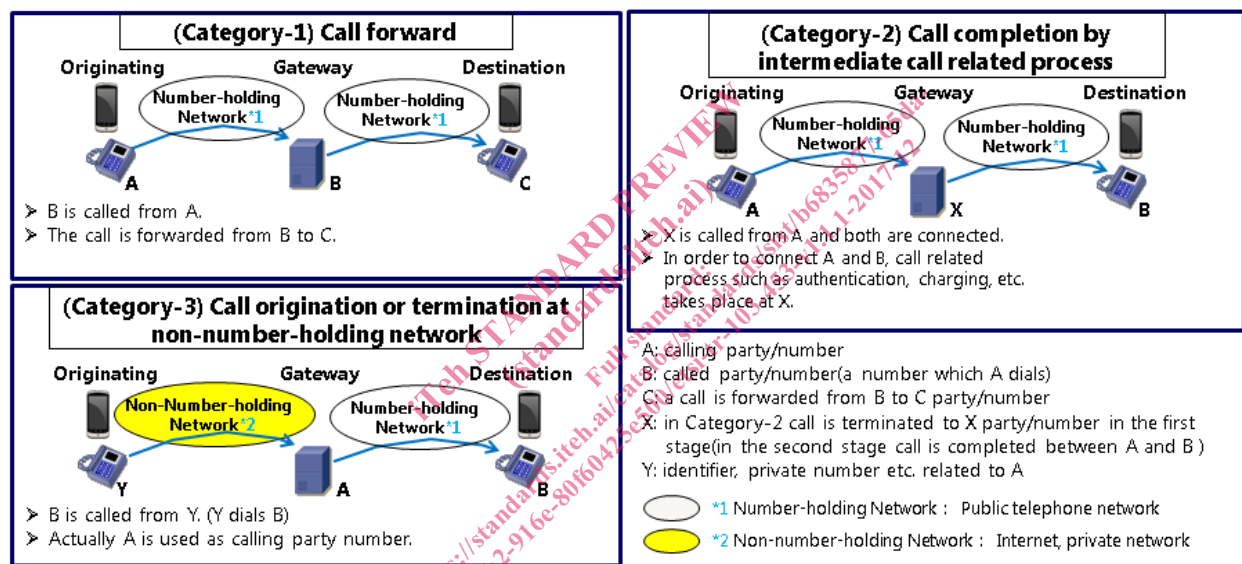 (Category-1) Call forward
Originating Gateway Destination
Number-holding
Network*1
Number-holding
Network*1
A B C
➢ B is called from A.
➢ The call is forwarded from B to C.
(Category-2) Call completion by
intermediate call related process
Originating Gateway Destination
Number-holding
Network*1
Number-holding
Network*1
A X B
➢ X is called from A and both are connected.
➢ In order to connect A and B, call related
process such as authentication, charging, etc.
takes place at X.
(Category-3) Call origination or termination at
non-number-holding network
Originating Gateway Destination
Non-Number-holding
Network*2
Number-holding
Network*1
Y A B
➢ B is called from Y. (Y dials B)
➢ Actually A is used as calling party number.
A: calling party/number
B: called party/number(a number which A dials)
C: a call is forwarded from B to C party/number
X: in Category-2 call is terminated to X party/number in the first
stage(in the second stage call is completed between A and B )
Y: identifier, private number etc. related to A
*1 Number-holding Network : Public telephone network
*2 Non-number-holding Network : Internet, private network
iTeh STANDARD PREVIEW
(standards.iteh.ai)
Full standard: